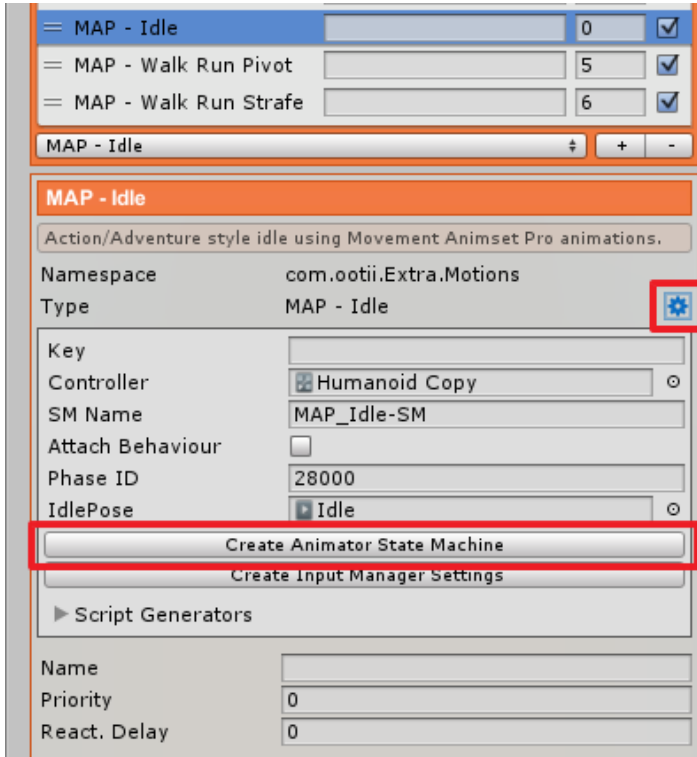 MAP - Idle 0
MAP - Walk Run Pivot 5
MAP - Walk Run Strafe 6
MAP - Idle + -
MAP - Idle
Action/Adventure style idle using Movement Animset Pro animations.
Namespace com.ootii.Extra.Motions
Type MAP - Idle
Key
Controller Humanoid Copy
SM Name MAP_Idle-SM
Attach Behaviour
Phase ID 28000
IdlePose Idle
Create Animator State Machine
Create Input Manager Settings
Script Generators
Name
Priority 0
React. Delay 0